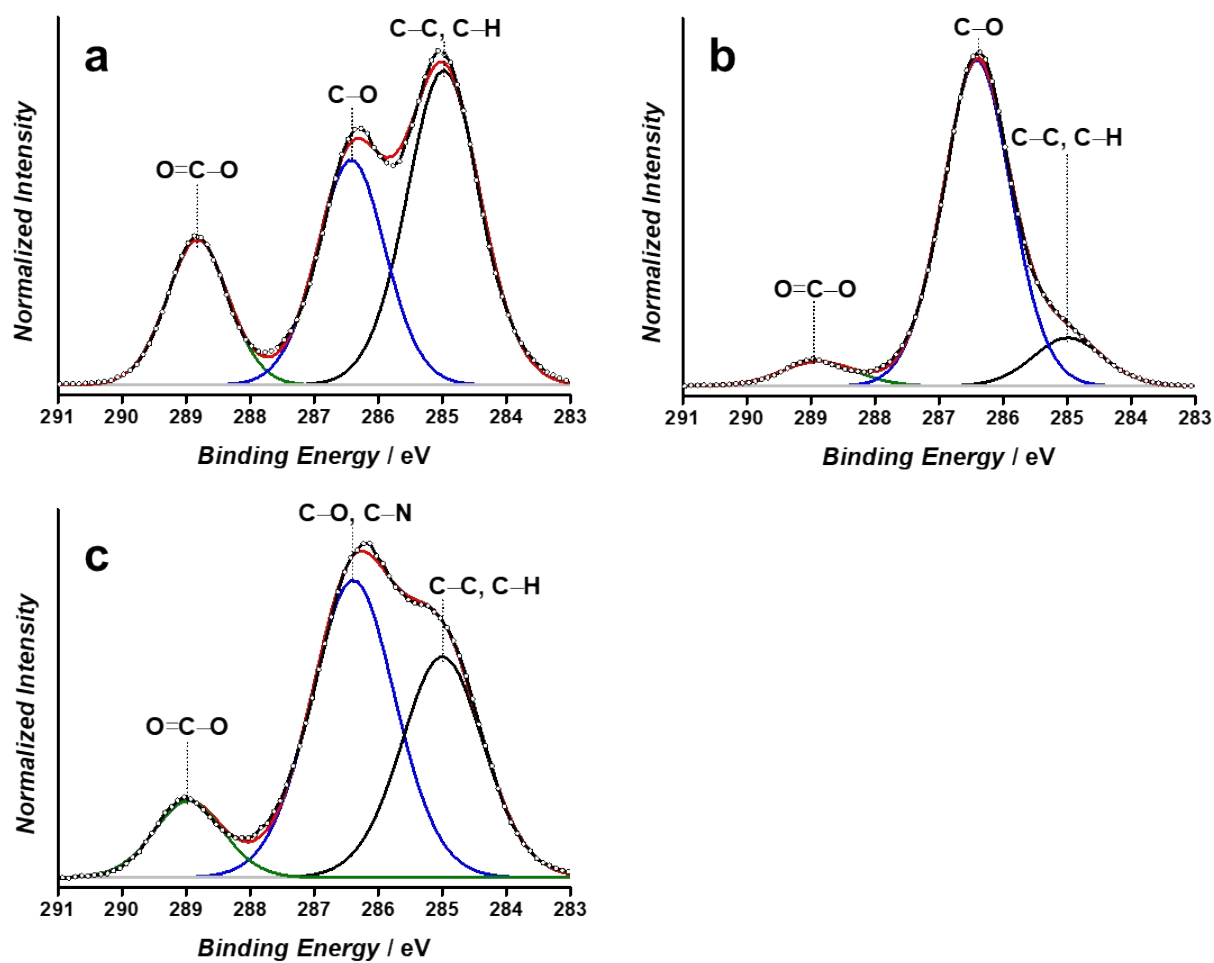 a
C–C, C–H
C–O
O=C–O
Normalized Intensity
291 290 289 288 287 286 285 284 283
Binding Energy / eV
b
C–O
C–C, C–H
O=C–O
Normalized Intensity
291 290 289 288 287 286 285 284 283
Binding Energy / eV
c
C–O, C–N
C–C, C–H
O=C–O
Normalized Intensity
291 290 289 288 287 286 285 284 283
Binding Energy / eV